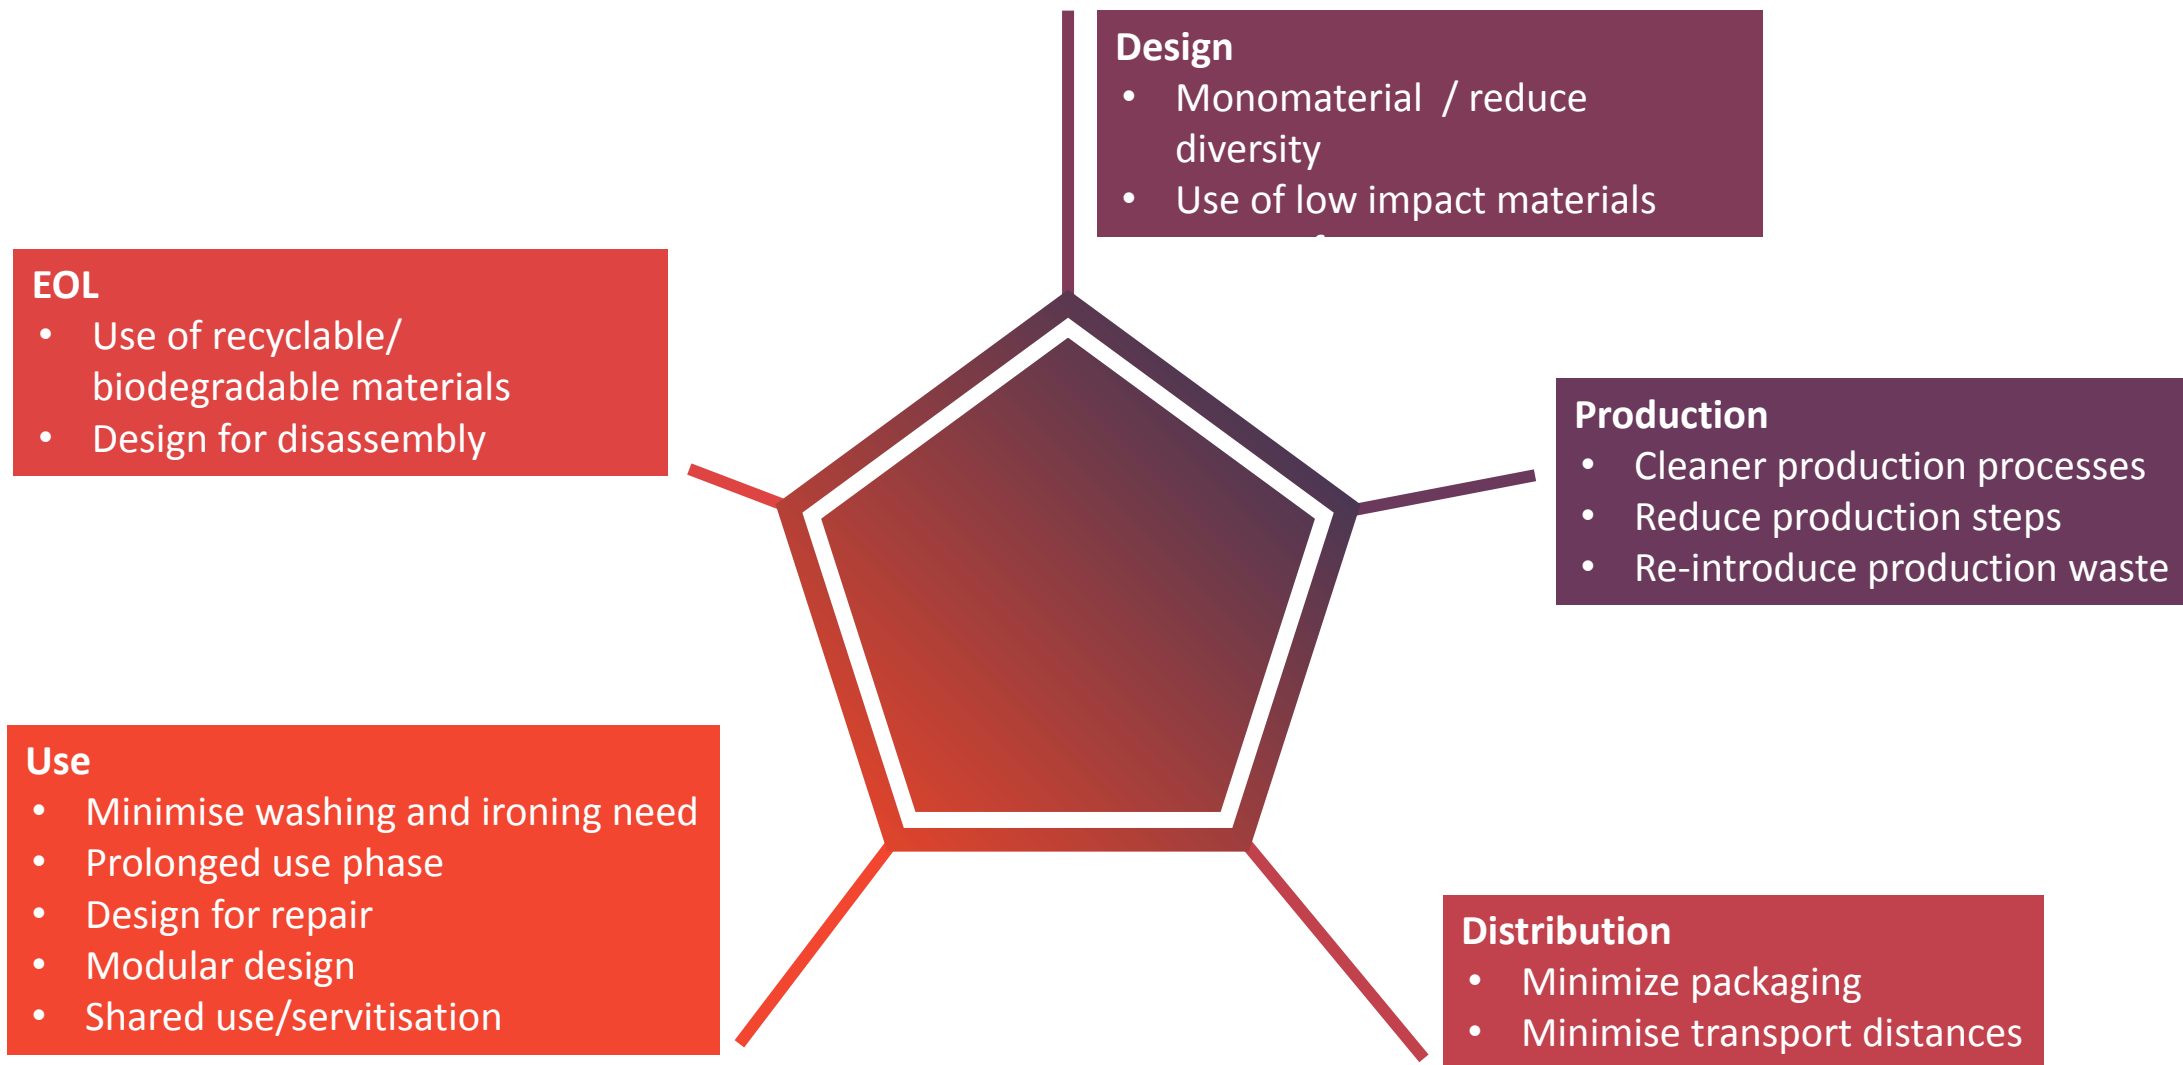 Design
• Monomaterial / reduce
diversity
• Use of low impact materials
EOL
• Use of recyclable/
biodegradable materials
• Design for disassembly
Production
• Cleaner production processes
• Reduce production steps
• Re-introduce production waste
Use
• Minimise washing and ironing need
• Prolonged use phase
• Design for repair
• Modular design
• Shared use/servitisation
Distribution
• Minimize packaging
• Minimise transport distances